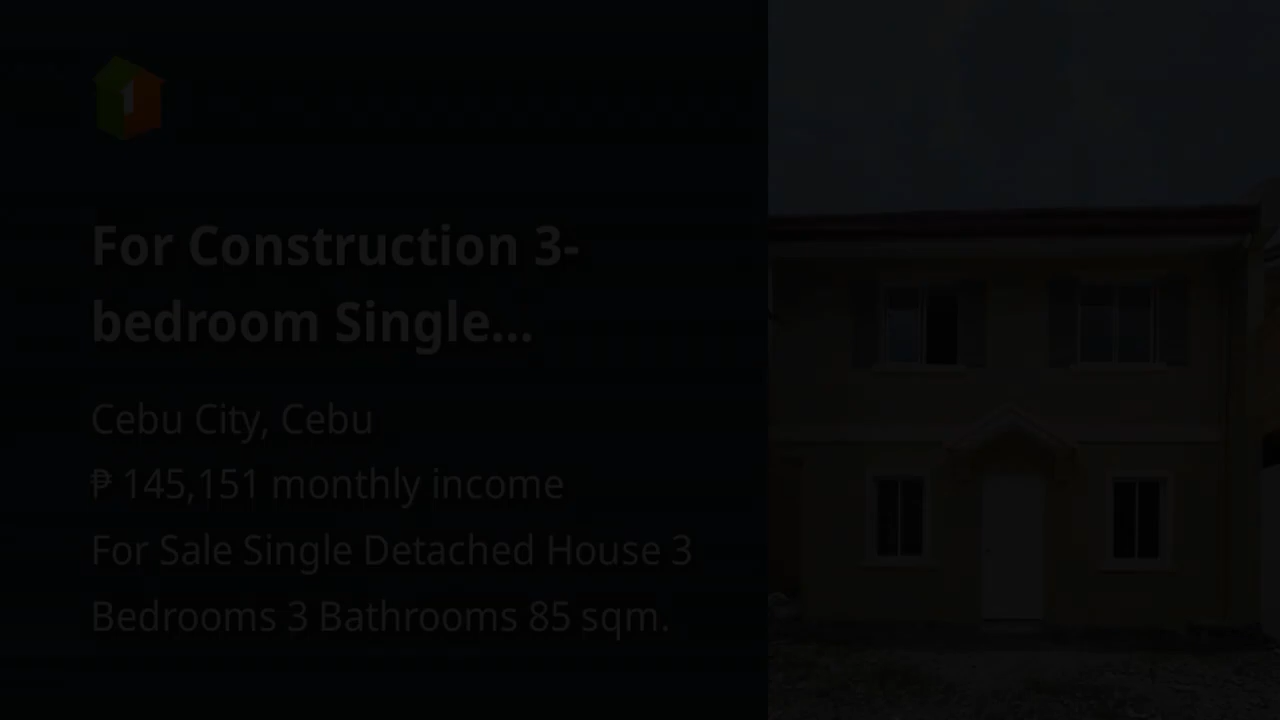 For Construction 3-
bedroom Single...
Cebu City, Cebu
₱ 145,151 monthly income
For Sale Single Detached House 3
Bedrooms 3 Bathrooms 85 sqm.